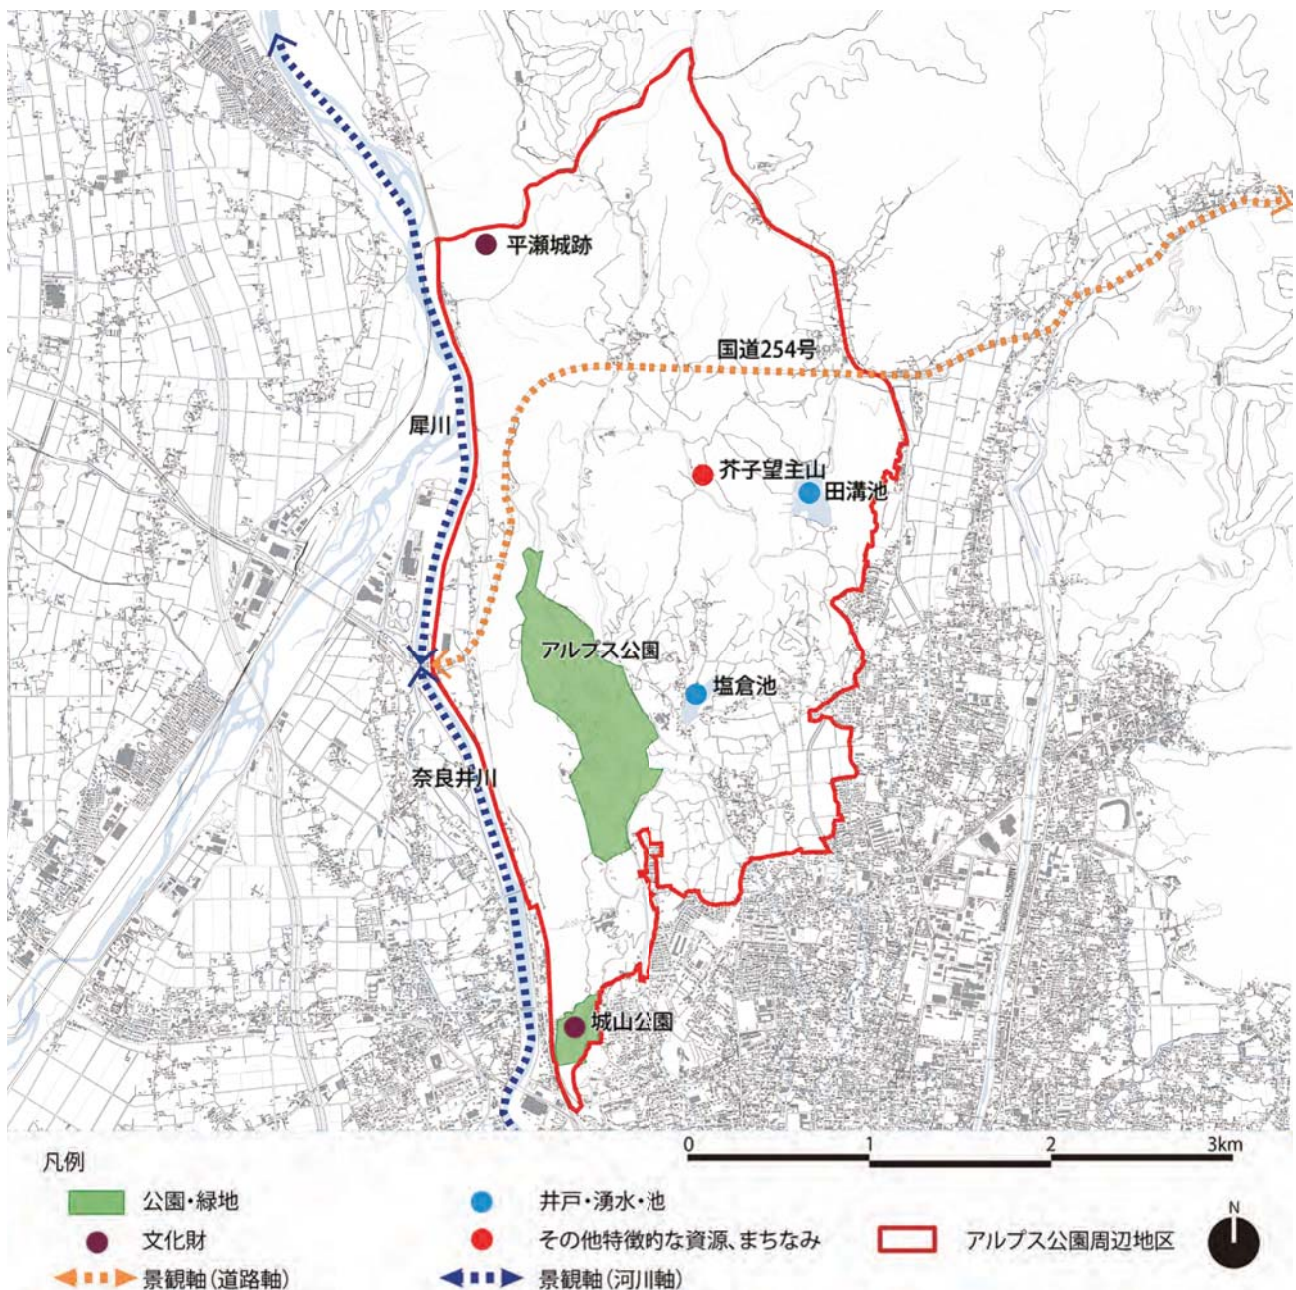 平瀬城跡
国道254号
犀川
芥子望主山
田溝池
アルプス公園
塩倉池
奈良井川
城山公園
0 1 2 3km
凡例
公園・緑地
井戸・湧水・池
文化財
その他特徴的な資源、まちなみ
アルプス公園周辺地区
N
景観軸（道路軸）
景観軸（河川軸）